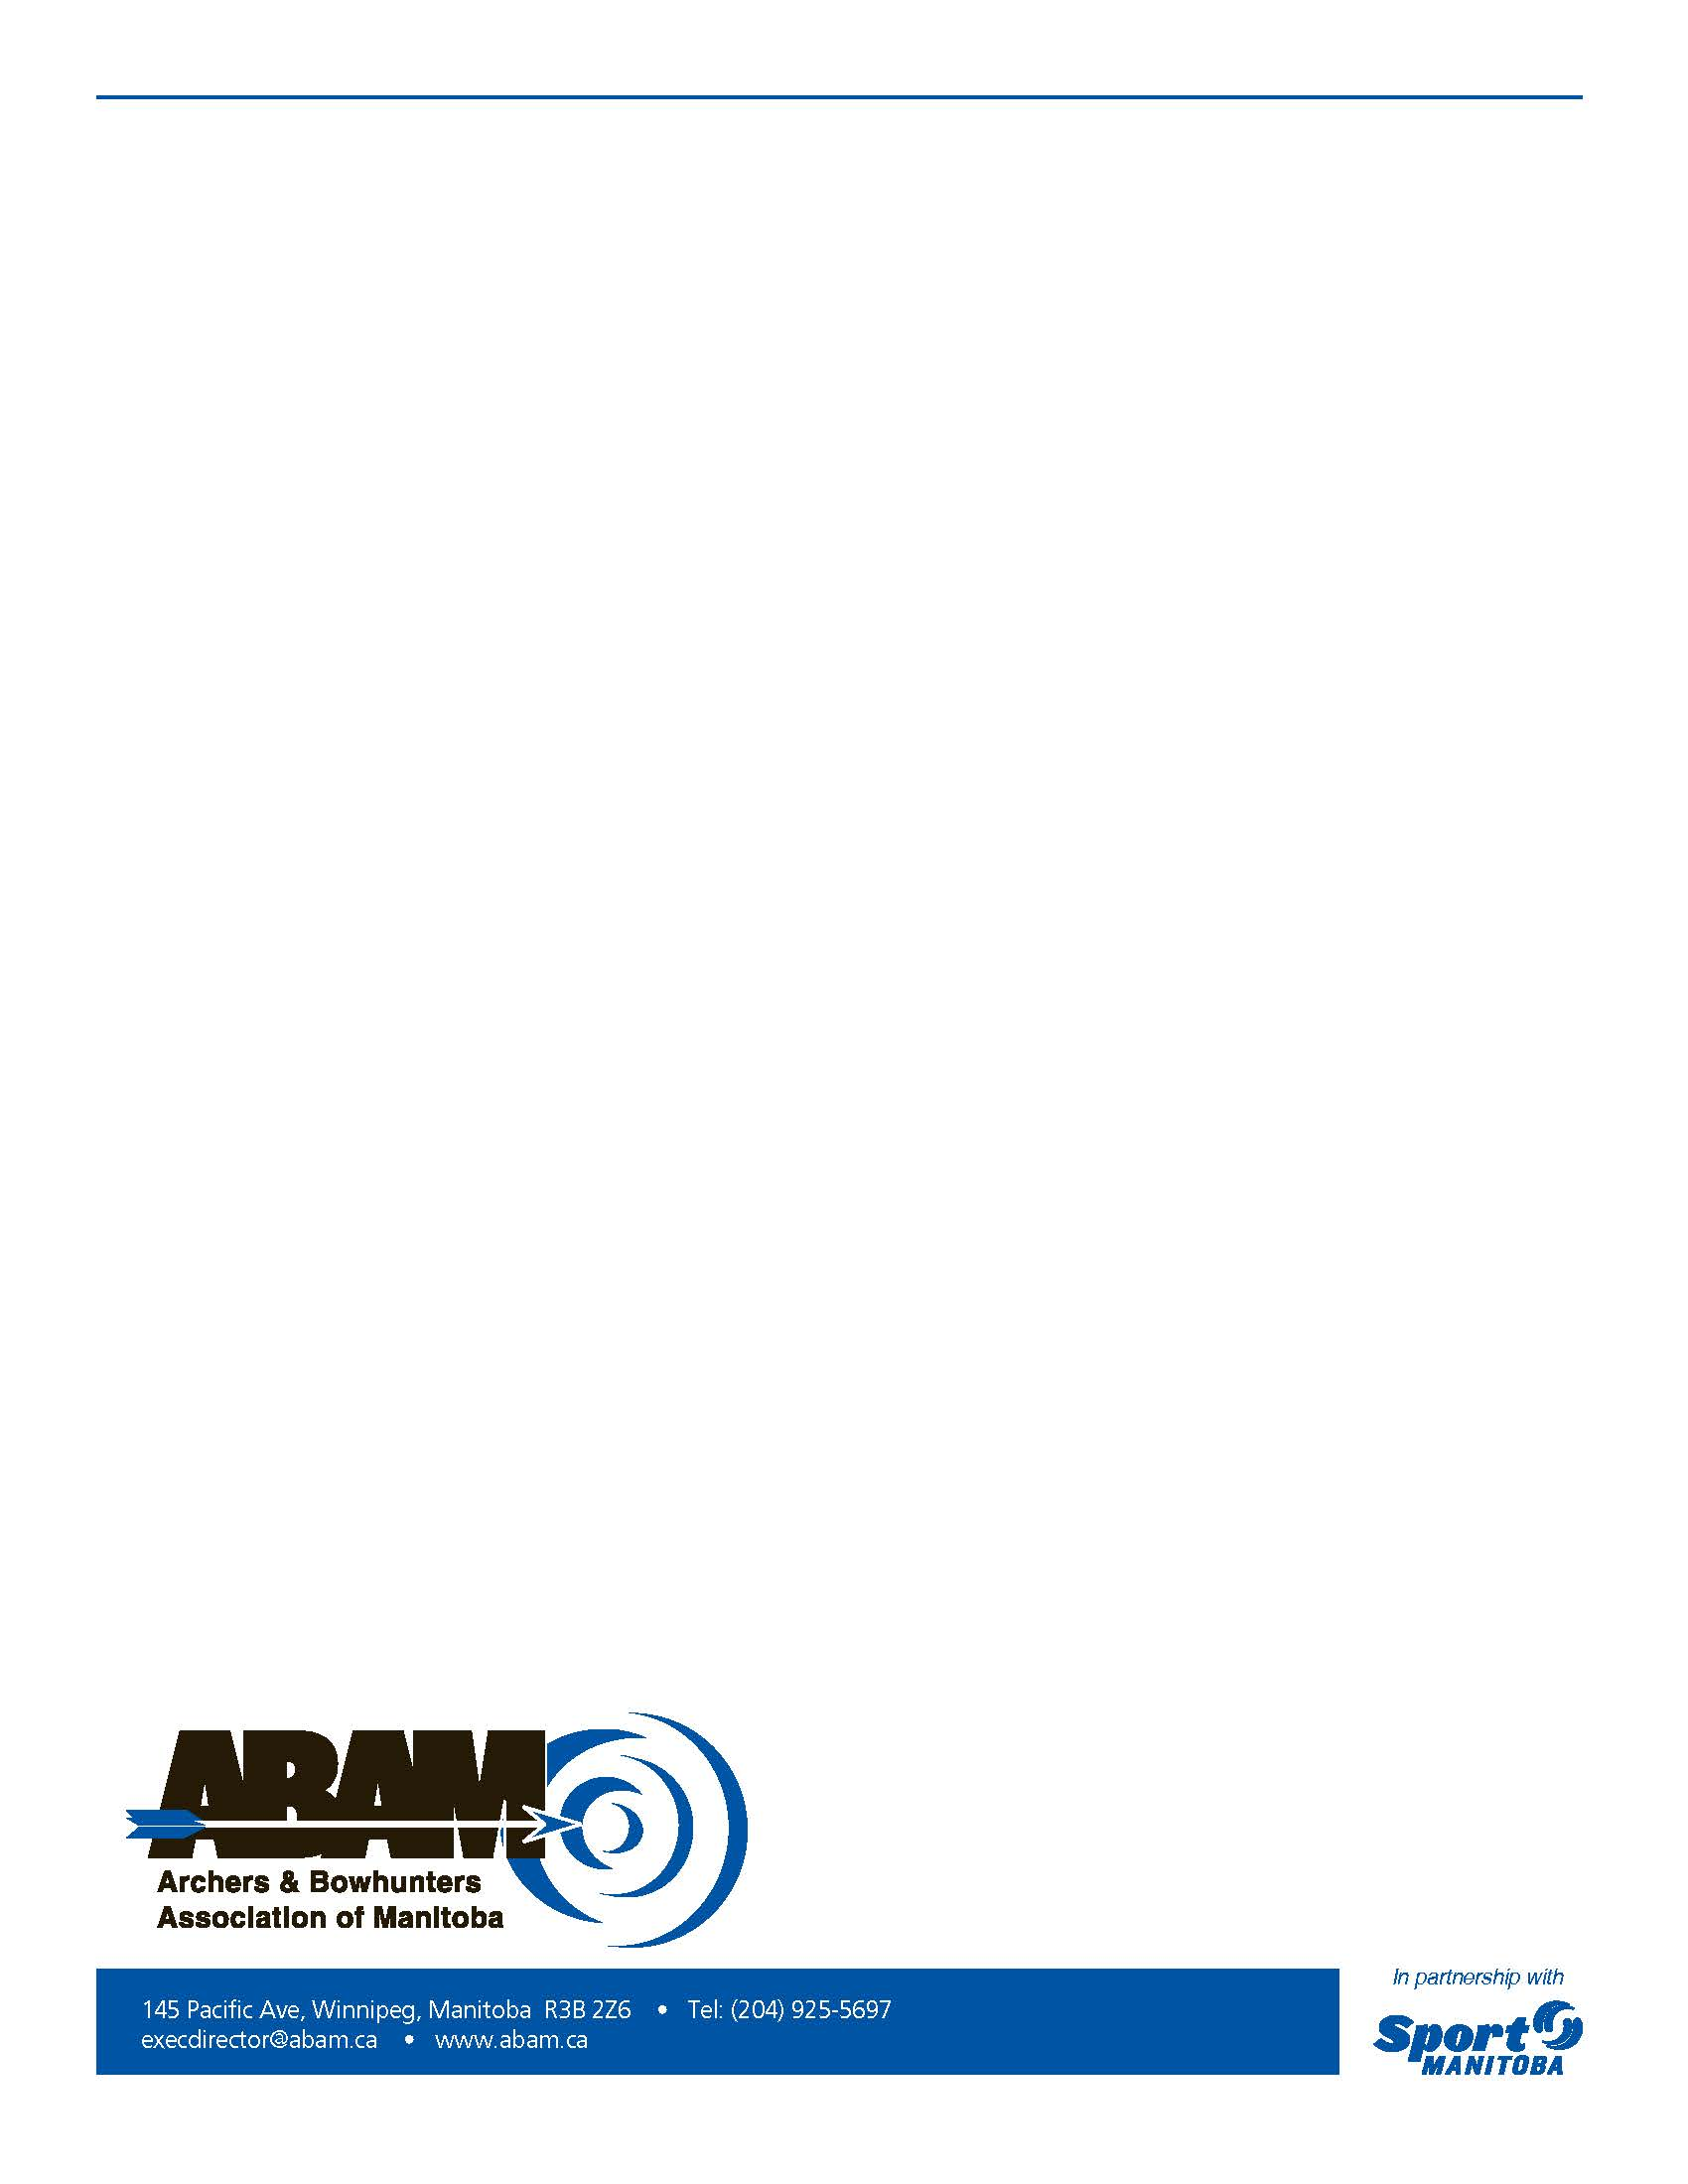 ABAM
Archers & Bowhunters
Association of Manitoba
145 Pacific Ave, Winnipeg, Manitoba  R3B 2Z6   •   Tel: (204) 925-5697
execdirector@abam.ca   •   www.abam.ca
In partnership with
Sport
MANITOBA